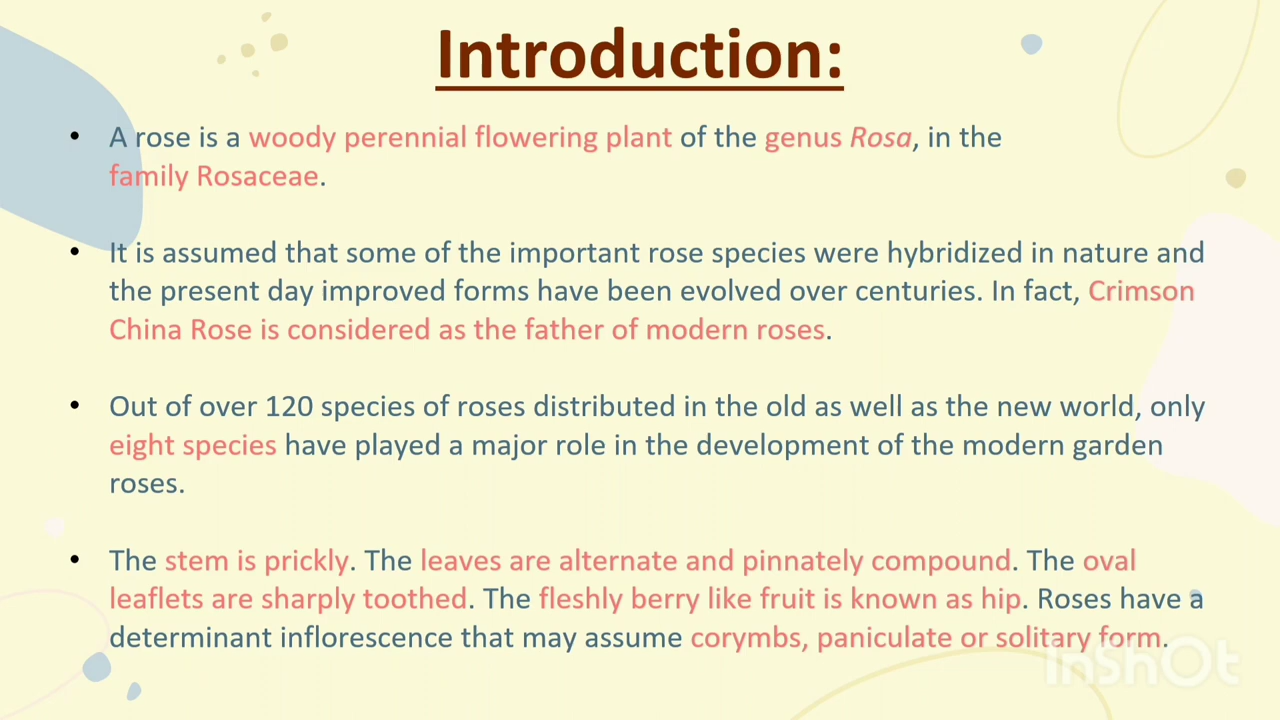 Introduction:
• A rose is a woody perennial flowering plant of the genus Rosa, in the
family Rosaceae.
• It is assumed that some of the important rose species were hybridized in nature and
the present day improved forms have been evolved over centuries. In fact, Crimson
China Rose is considered as the father of modern roses.
• Out of over 120 species of roses distributed in the old as well as the new world, only
eight species have played a major role in the development of the modern garden
roses.
• The stem is prickly. The leaves are alternate and pinnately compound. The oval
leaflets are sharply toothed. The fleshly berry like fruit is known as hip. Roses have a
determinant inflorescence that may assume corymbs, paniculate or solitary form.
InShOt